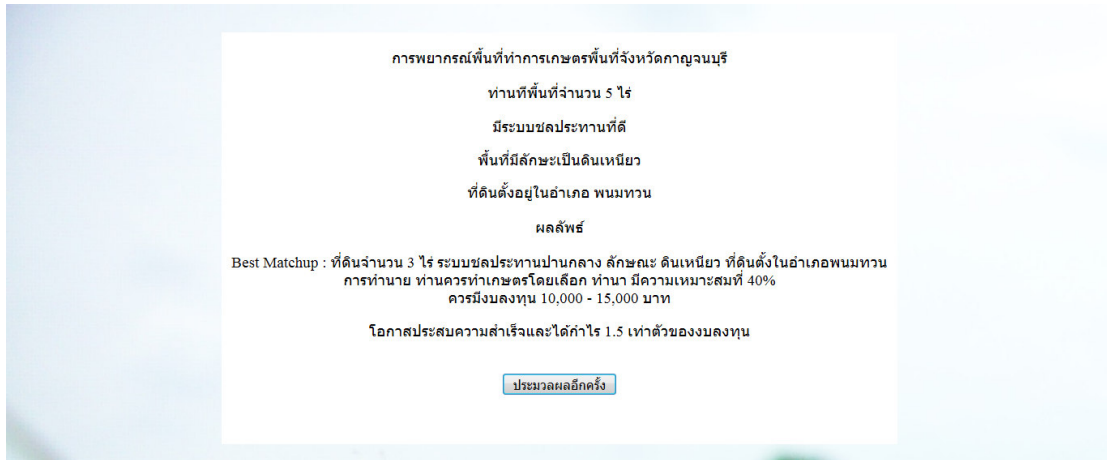 การพยากรณ์พื้นที่ทำการเกษตรพื้นที่จังหวัดกาญจนบุรี
ท่านทีพื้นที่จำนวน 5 ไร่
มีระบบชลประทานที่ดี
พื้นที่มีลักษะเป็นดินเหนียว
ที่ดินตั้งอยู่ในอำเภอ พนมทวน
ผลลัพธ์
Best Matchup : ที่ดินจำนวน 3 ไร่ ระบบชลประทานปานกลาง ลักษณะ ดินเหนียว ที่ดินตั้งในอำเภอพนมทวน
การทำนาย ท่านควรทำเกษตรโดยเลือก ทำนา มีความเหมาะสมที่ 40%
ควรมีงบลงทุน 10,000 - 15,000 บาท
โอกาสประสบความสำเร็จและได้กำไร 1.5 เท่าตัวของงบลงทุน
ประมวลผลอีกครั้ง